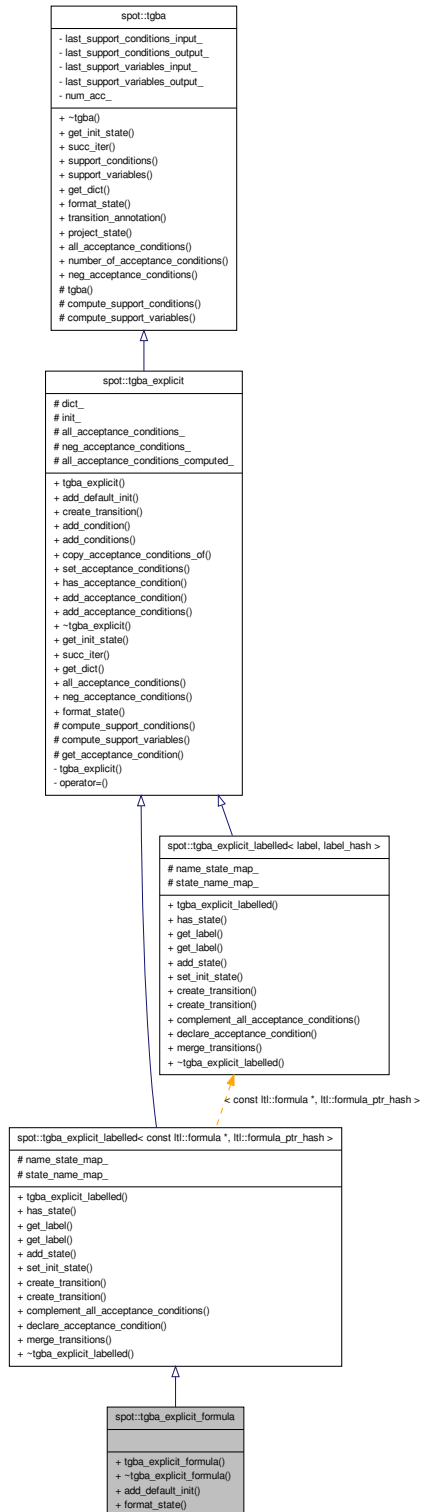 spot::tgba
- last_support_conditions_input_
- last_support_conditions_output_
- last_support_variables_input_
- last_support_variables_output_
- num_acc_
+ ~tgba()
+ get_init_state()
+ succ_iter()
+ support_conditions()
+ support_variables()
+ get_dict()
+ format_state()
+ transition_annotation()
+ project_state()
+ all_acceptance_conditions()
+ number_of_acceptance_conditions()
+ neg_acceptance_conditions()
# tgba()
# compute_support_conditions()
# compute_support_variables()
spot::tgba_explicit
# dict_
# init_
# all_acceptance_conditions_
# neg_acceptance_conditions_
# all_acceptance_conditions_computed_
+ tgba_explicit()
+ add_default_init()
+ create_transition()
+ add_condition()
+ add_conditions()
+ copy_acceptance_conditions_of()
+ set_acceptance_conditions()
+ has_acceptance_condition()
+ add_acceptance_condition()
+ add_acceptance_conditions()
+ ~tgba_explicit()
+ get_init_state()
+ succ_iter()
+ get_dict()
+ all_acceptance_conditions()
+ neg_acceptance_conditions()
+ format_state()
# compute_support_conditions()
# compute_support_variables()
# get_acceptance_condition()
- tgba_explicit()
- operator=()
spot::tgba_explicit_labelled< label, label_hash >
# name_state_map_
# state_name_map_
+ tgba_explicit_labelled()
+ has_state()
+ get_label()
+ get_label()
+ add_state()
+ set_init_state()
+ create_transition()
+ create_transition()
+ complement_all_acceptance_conditions()
+ declare_acceptance_condition()
+ merge_transitions()
+ ~tgba_explicit_labelled()
< const ltl::formula *, ltl::formula_ptr_hash >
spot::tgba_explicit_labelled< const ltl::formula *, ltl::formula_ptr_hash >
# name_state_map_
# state_name_map_
+ tgba_explicit_labelled()
+ has_state()
+ get_label()
+ get_label()
+ add_state()
+ set_init_state()
+ create_transition()
+ create_transition()
+ complement_all_acceptance_conditions()
+ declare_acceptance_condition()
+ merge_transitions()
+ ~tgba_explicit_labelled()
spot::tgba_explicit_formula
+ tgba_explicit_formula()
+ ~tgba_explicit_formula()
+ add_default_init()
+ format_state()